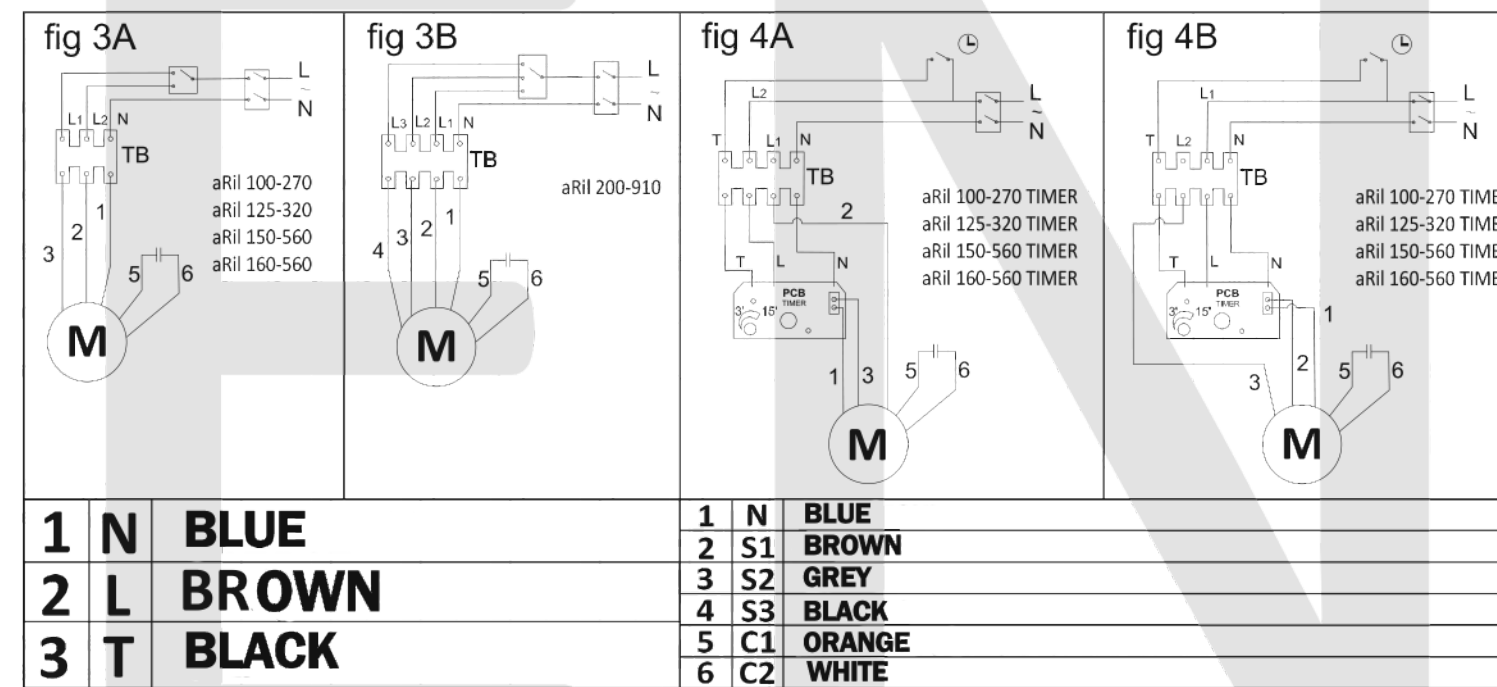 fig 3A
L
~
N
L1 L2 N
TB
aRil 100-270
aRil 125-320
aRil 150-560
aRil 160-560
1
2
3
5 6
M
fig 3B
L
~
N
L3 L2 L1 N
TB
aRil 200-910
1
2
3
4
5 6
M
fig 4A
L2
L
~
N
T L1 N
TB
2
aRil 100-270 TIMER
aRil 125-320 TIMER
aRil 150-560 TIMER
aRil 160-560 TIMER
T L N
PCB
TIMER
3' 15'
1 3 5 6
M
fig 4B
L1
L
~
N
T L2 N
TB
aRil 100-270 TIME
aRil 125-320 TIME
aRil 150-560 TIME
aRil 160-560 TIME
T L N
PCB
TIMER
3' 15'
1
2
3
5 6
M
1 N BLUE
2 L BROWN
3 T BLACK
1 N BLUE
2 S1 BROWN
3 S2 GREY
4 S3 BLACK
5 C1 ORANGE
6 C2 WHITE